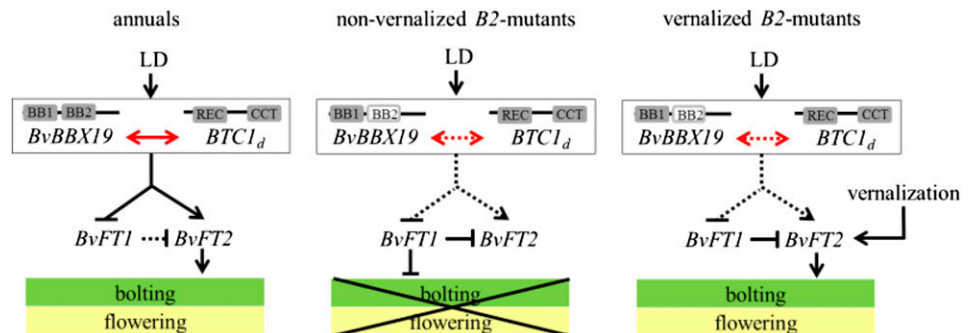 annuals
non-vernalized B2-mutants
vernalized B2-mutants
LD
LD
LD
BB1 BB2 REC CCT
BB1 BB2 REC CCT
BB1 BB2 REC CCT
BvBBX19 BTC1d
BvBBX19 BTC1d
BvBBX19 BTC1d
vernalization
BvFT1 BvFT2
BvFT1 BvFT2
BvFT1 BvFT2
bolting
bolting
bolting
flowering
flowering
flowering